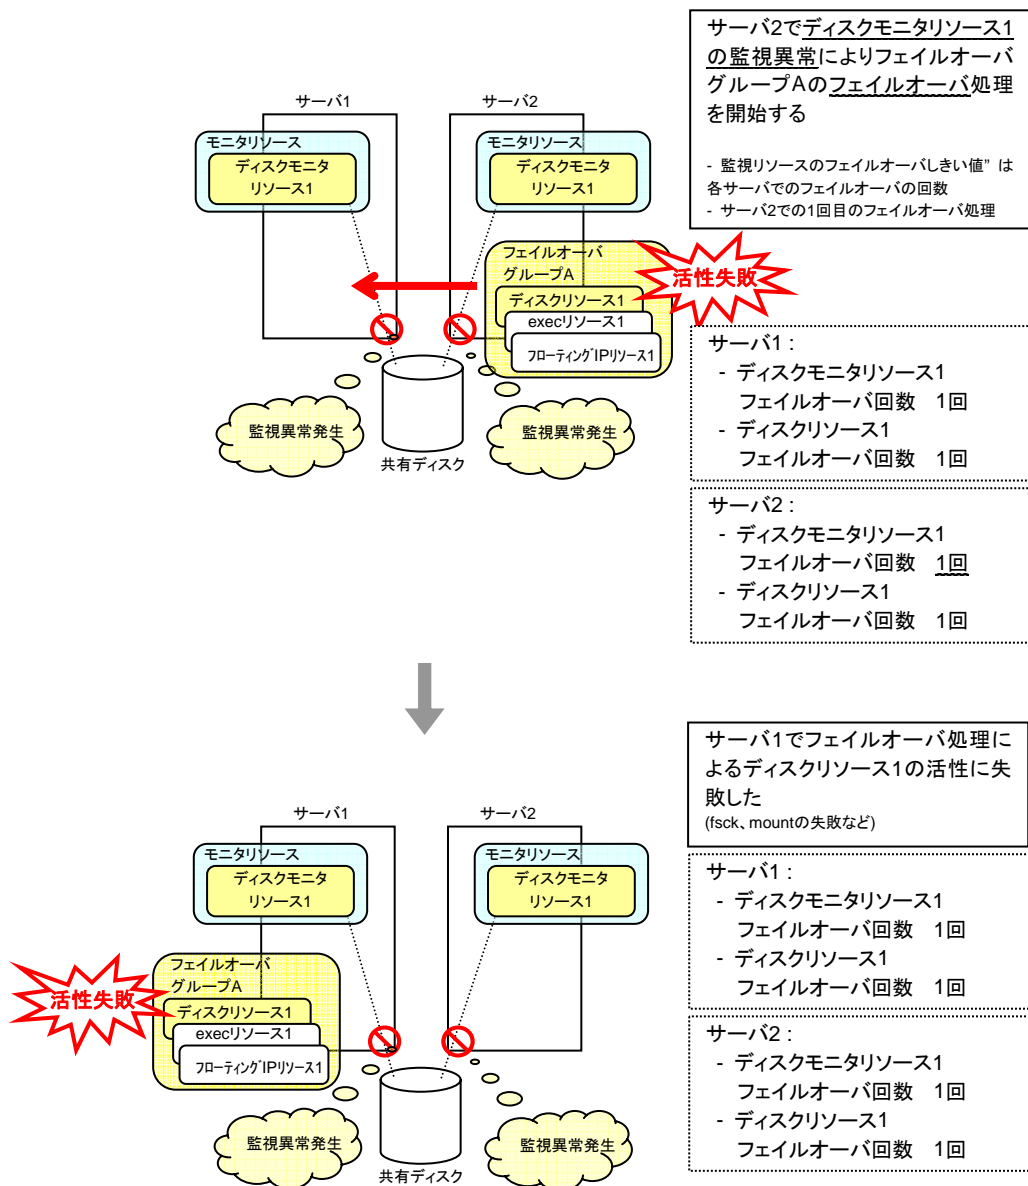 サーバ2でディスクモニタリソース1
の監視異常によりフェイルオーバ
グループAのフェイルオーバ処理
を開始する
- 監視リソースのフェイルオーバしきい値” は
各サーバでのフェイルオーバの回数
- サーバ2での1回目のフェイルオーバ処理
サーバ1
サーバ2
モニタリソース
ディスクモニタ
リソース1
モニタリソース
ディスクモニタ
リソース1
フェイルオーバ
グループA
ディスクリソース1
execリソース1
フローティングIPリソース1
活性失敗
監視異常発生
監視異常発生
共有ディスク
サーバ1 :
- ディスクモニタリソース1
フェイルオーバ回数 1回
- ディスクリソース1
フェイルオーバ回数 1回
サーバ2 :
- ディスクモニタリソース1
フェイルオーバ回数 1回
- ディスクリソース1
フェイルオーバ回数 1回
サーバ1でフェイルオーバ処理に
よるディスクリソース1の活性に失
敗した
(fsck、mountの失敗など)
サーバ1
サーバ2
モニタリソース
ディスクモニタ
リソース1
モニタリソース
ディスクモニタ
リソース1
フェイルオーバ
グループA
ディスクリソース1
execリソース1
フローティングIPリソース1
活性失敗
監視異常発生
監視異常発生
共有ディスク
サーバ1 :
- ディスクモニタリソース1
フェイルオーバ回数 1回
- ディスクリソース1
フェイルオーバ回数 1回
サーバ2 :
- ディスクモニタリソース1
フェイルオーバ回数 1回
- ディスクリソース1
フェイルオーバ回数 1回